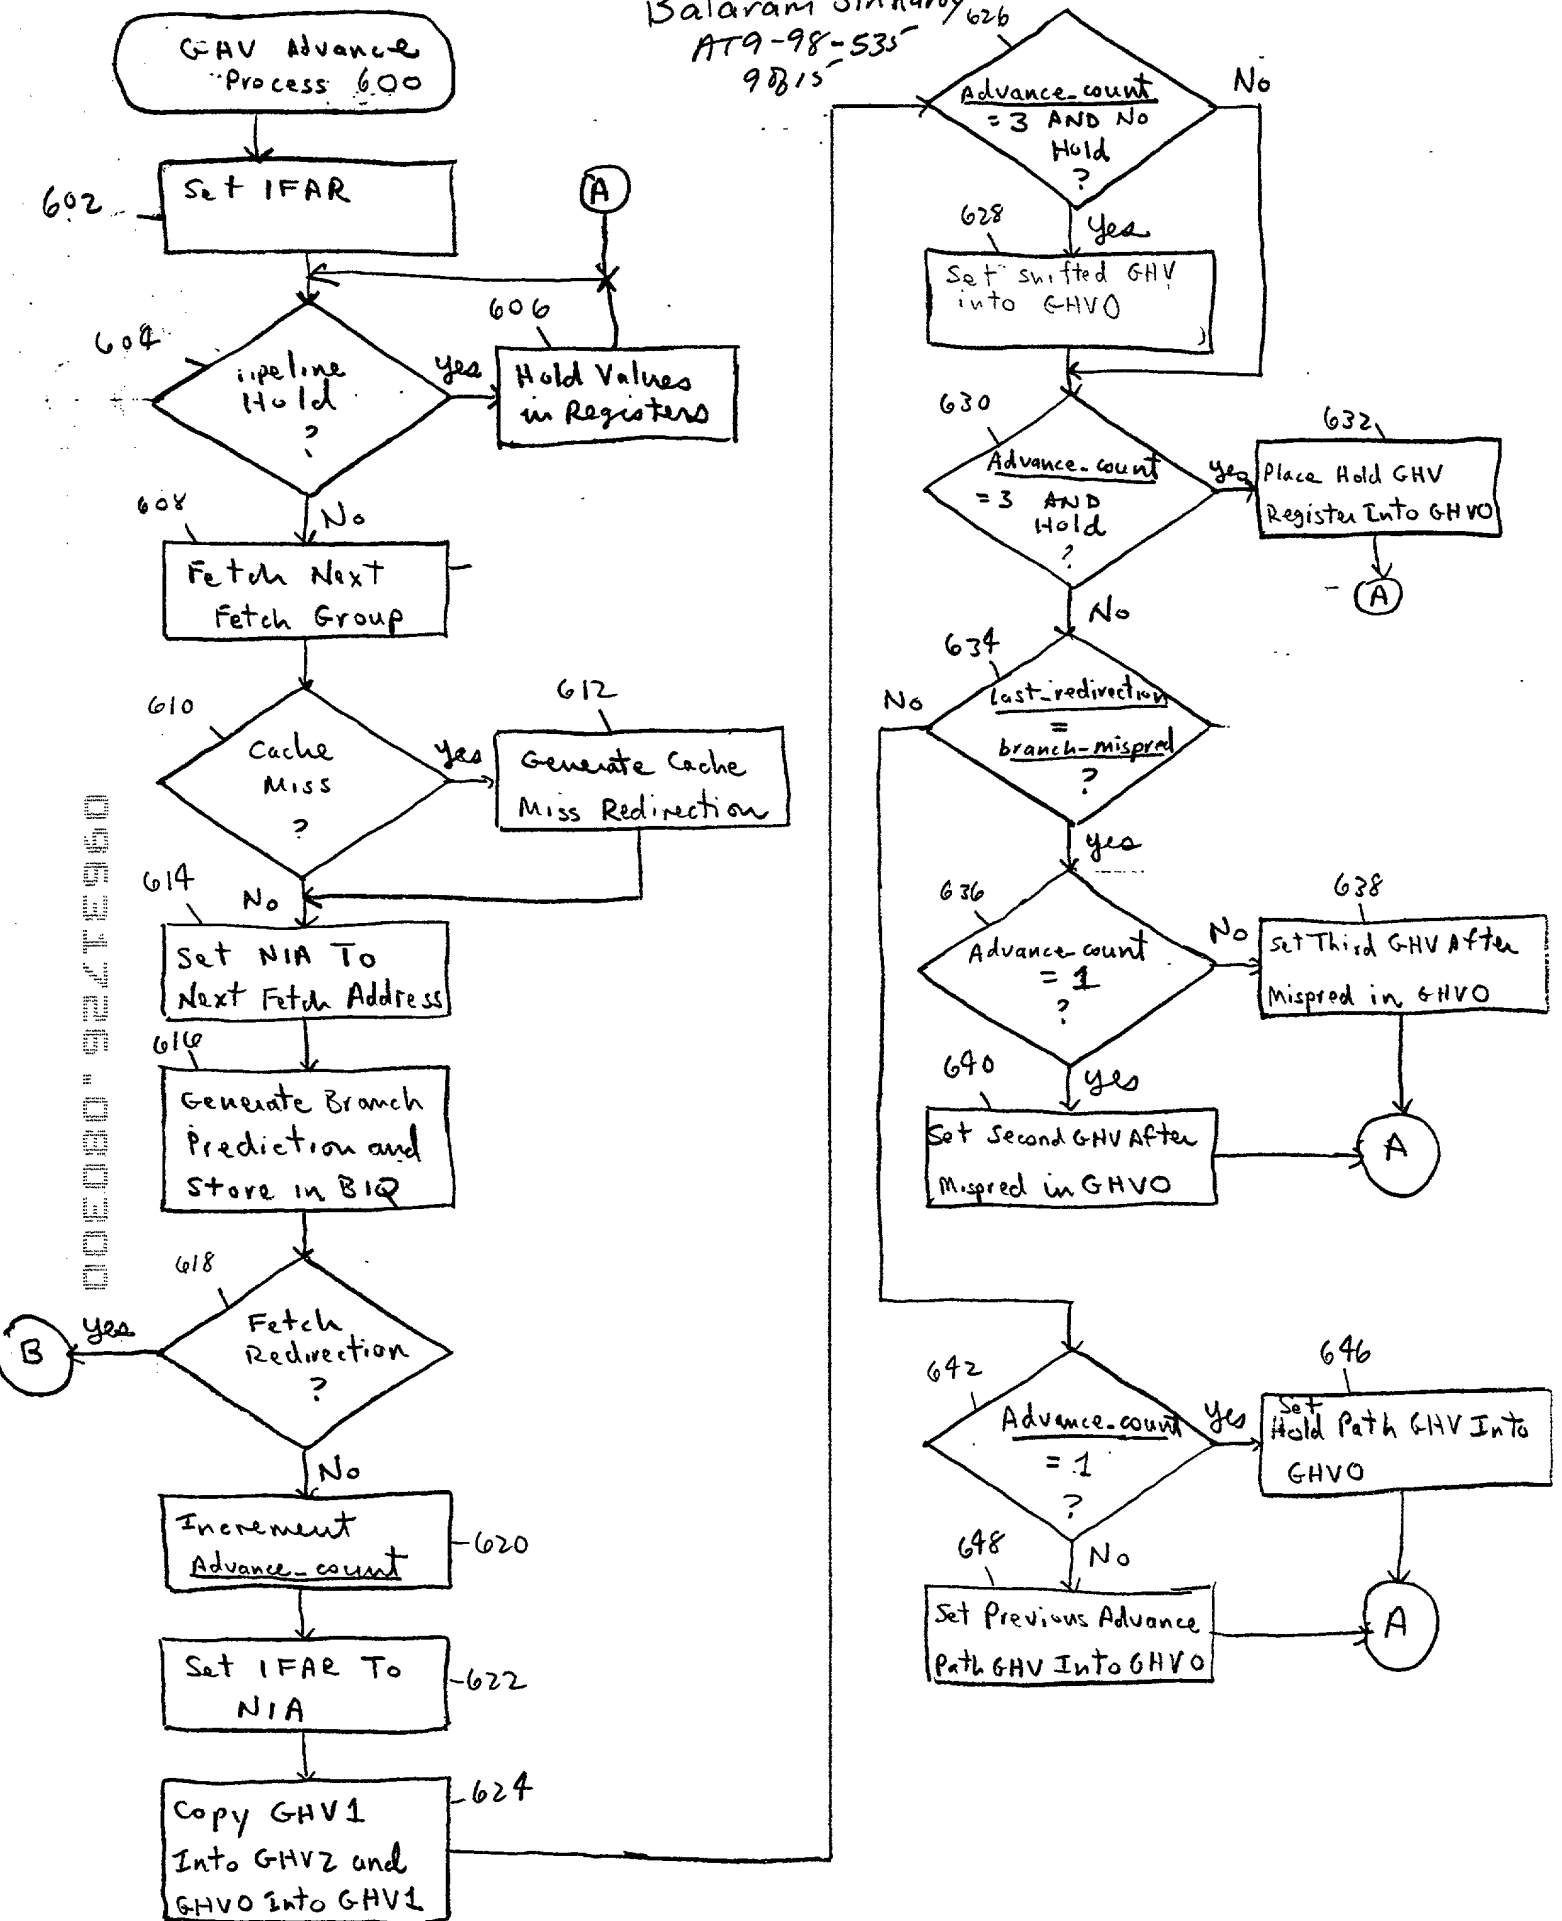 Balaram
AT9-98-535
GHV Advance
Process 600
602
Set IFAR
A
604
Pipeline
Hold
?
yes
606
Hold Values
in Registers
No
608
Fetch Next
Fetch Group
610
Cache
Miss
?
yes
612
Generate Cache
Miss Redirection
No
614
Set NIA To
Next Fetch Address
616
Generate Branch
Prediction and
Store in BIQ
618
Fetch
Redirection
?
yes
B
No
Increment
Advance_count
620
Set IFAR To
NIA
622
Copy GHV1
Into GHV2 and
GHV0 Into GHV1
624
626
Advance_count
= 3 AND No
Hold
?
No
Yes
628
Set shifted GHV
into GHV0
630
Advance_count
= 3 AND
Hold
?
yes
632
Place Hold GHV
Register Into GHV0
A
No
634
last_redirection
=
branch-mispred
?
No
yes
636
Advance_count
= 1
?
No
638
Set Third GHV After
Mispred in GHV0
yes
640
Set Second GHV After
Mispred in GHV0
A
642
Advance_count
= 1
?
yes
646
Set
Hold Path GHV Into
GHV0
No
648
Set Previous Advance
Path GHV Into GHV0
A
09631726.080300